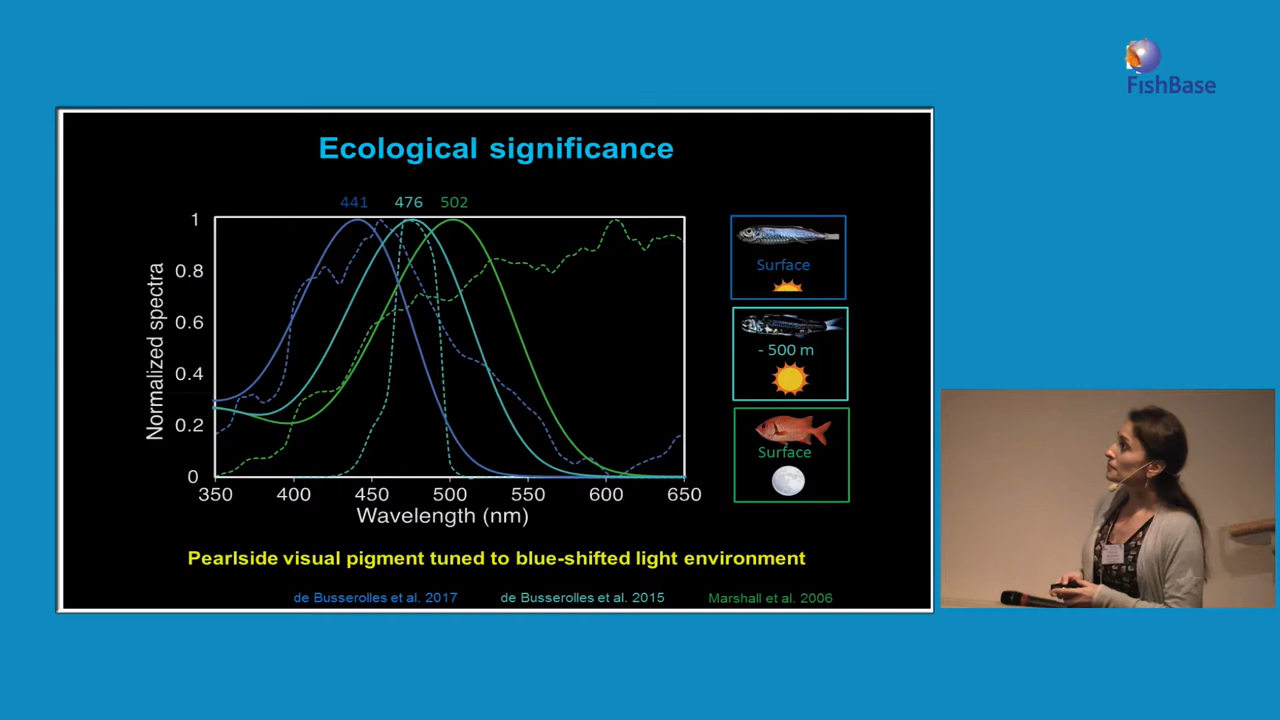 FishBase
Ecological significance
441 476 502
1
0.8
0.6
0.4
0.2
0
Normalized spectra
350 400 450 500 550 600 650
Wavelength (nm)
Surface
- 500 m
Surface
Pearlside visual pigment tuned to blue-shifted light environment
de Busserolles et al. 2017 de Busserolles et al. 2015 Marshall et al. 2006